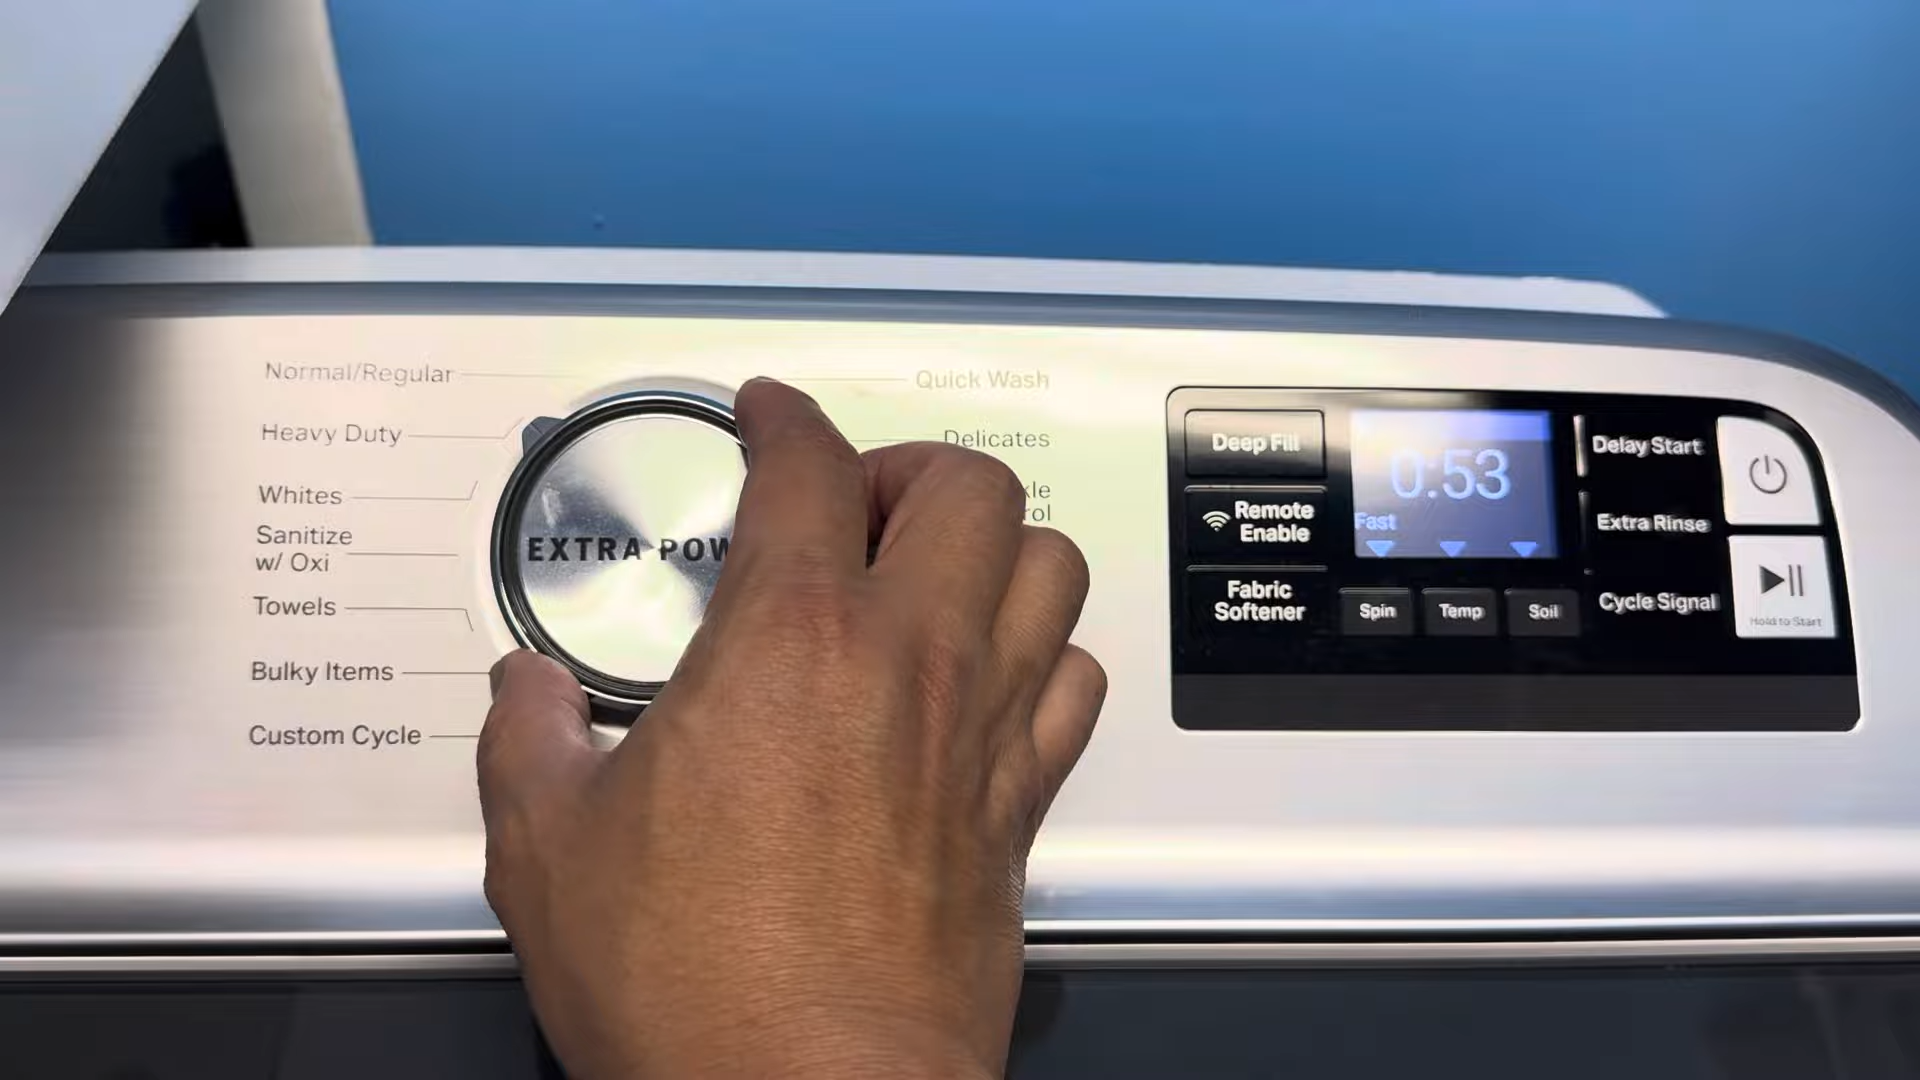 Normal/Regular
Heavy Duty
Whites
Sanitize
w/ Oxi
Towels
Bulky Items
Custom Cycle
EXTRA POW
Quick Wash
Delicates
kle
rol
Deep Fill
Remote
Enable
Fabric
Softener
0:53
Fast
Spin
Temp
Soil
Delay Start
Extra Rinse
Cycle Signal
Hold to Start